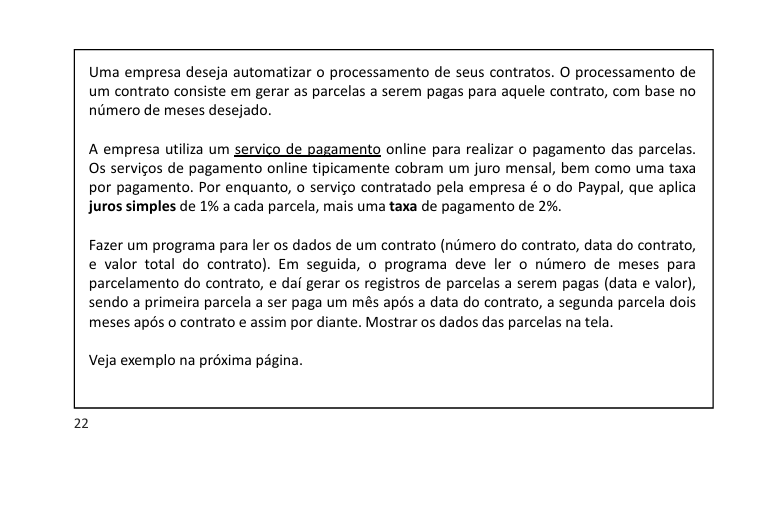 Uma empresa deseja automatizar o processamento de seus contratos. O processamento de
um contrato consiste em gerar as parcelas a serem pagas para aquele contrato, com base no
número de meses desejado.
A empresa utiliza um serviço de pagamento online para realizar o pagamento das parcelas.
Os serviços de pagamento online tipicamente cobram um juro mensal, bem como uma taxa
por pagamento. Por enquanto, o serviço contratado pela empresa é o do Paypal, que aplica
juros simples de 1% a cada parcela, mais uma taxa de pagamento de 2%.
Fazer um programa para ler os dados de um contrato (número do contrato, data do contrato,
e valor total do contrato). Em seguida, o programa deve ler o número de meses para
parcelamento do contrato, e daí gerar os registros de parcelas a serem pagas (data e valor),
sendo a primeira parcela a ser paga um mês após a data do contrato, a segunda parcela dois
meses após o contrato e assim por diante. Mostrar os dados das parcelas na tela.
Veja exemplo na próxima página.
22